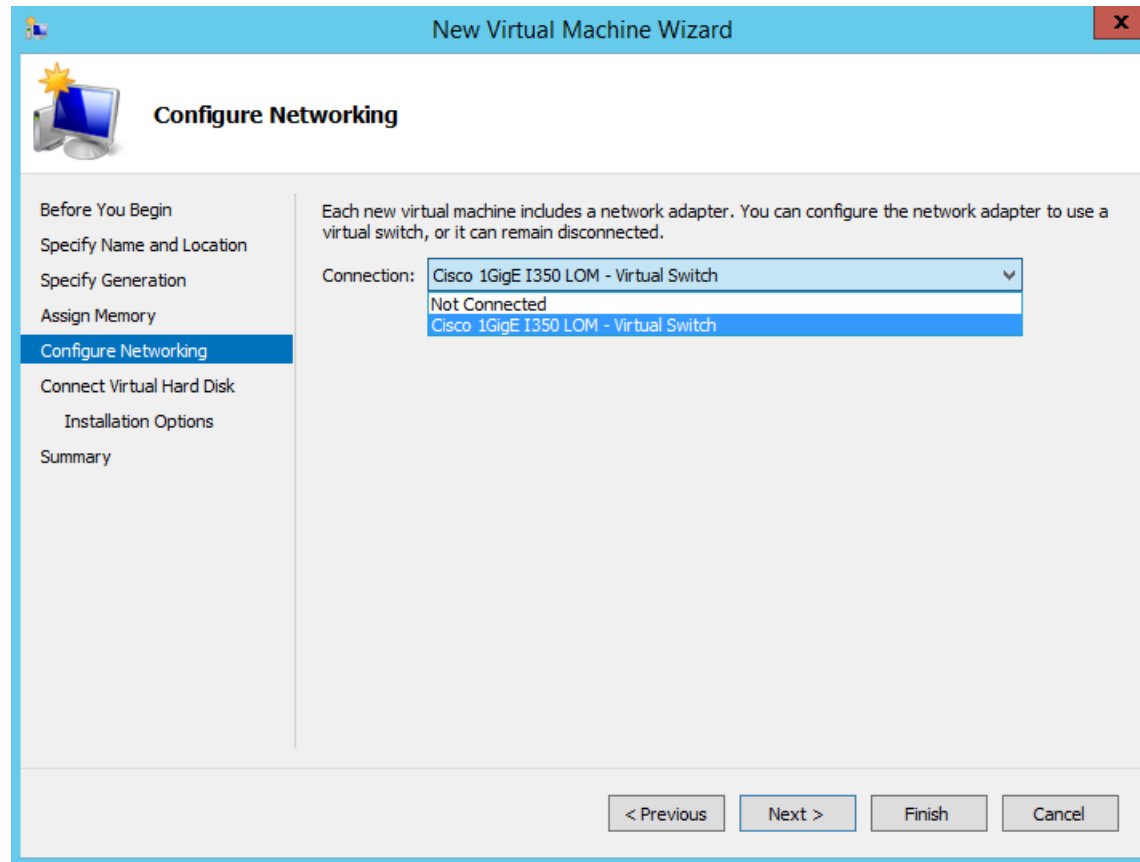 New Virtual Machine Wizard
x
Configure Networking
Before You Begin
Specify Name and Location
Specify Generation
Assign Memory
Configure Networking
Connect Virtual Hard Disk
Installation Options
Summary
Each new virtual machine includes a network adapter. You can configure the network adapter to use a
virtual switch, or it can remain disconnected.
Connection: Cisco 1GigE I350 LOM - Virtual Switch
Not Connected
Cisco 1GigE I350 LOM - Virtual Switch
< Previous Next > Finish Cancel